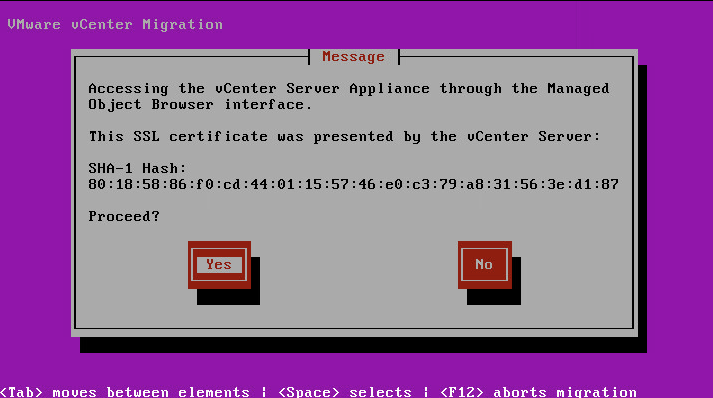 VMware vCenter Migration
Message
Accessing the vCenter Server Appliance through the Managed
Object Browser interface.
This SSL certificate was presented by the vCenter Server:
SHA-1 Hash:
80:18:58:86:f0:cd:44:01:15:57:46:e0:c3:79:a8:31:56:3e:d1:87
Proceed?
Yes
No
<Tab> moves between elements | <Space> selects | <F12> aborts migration